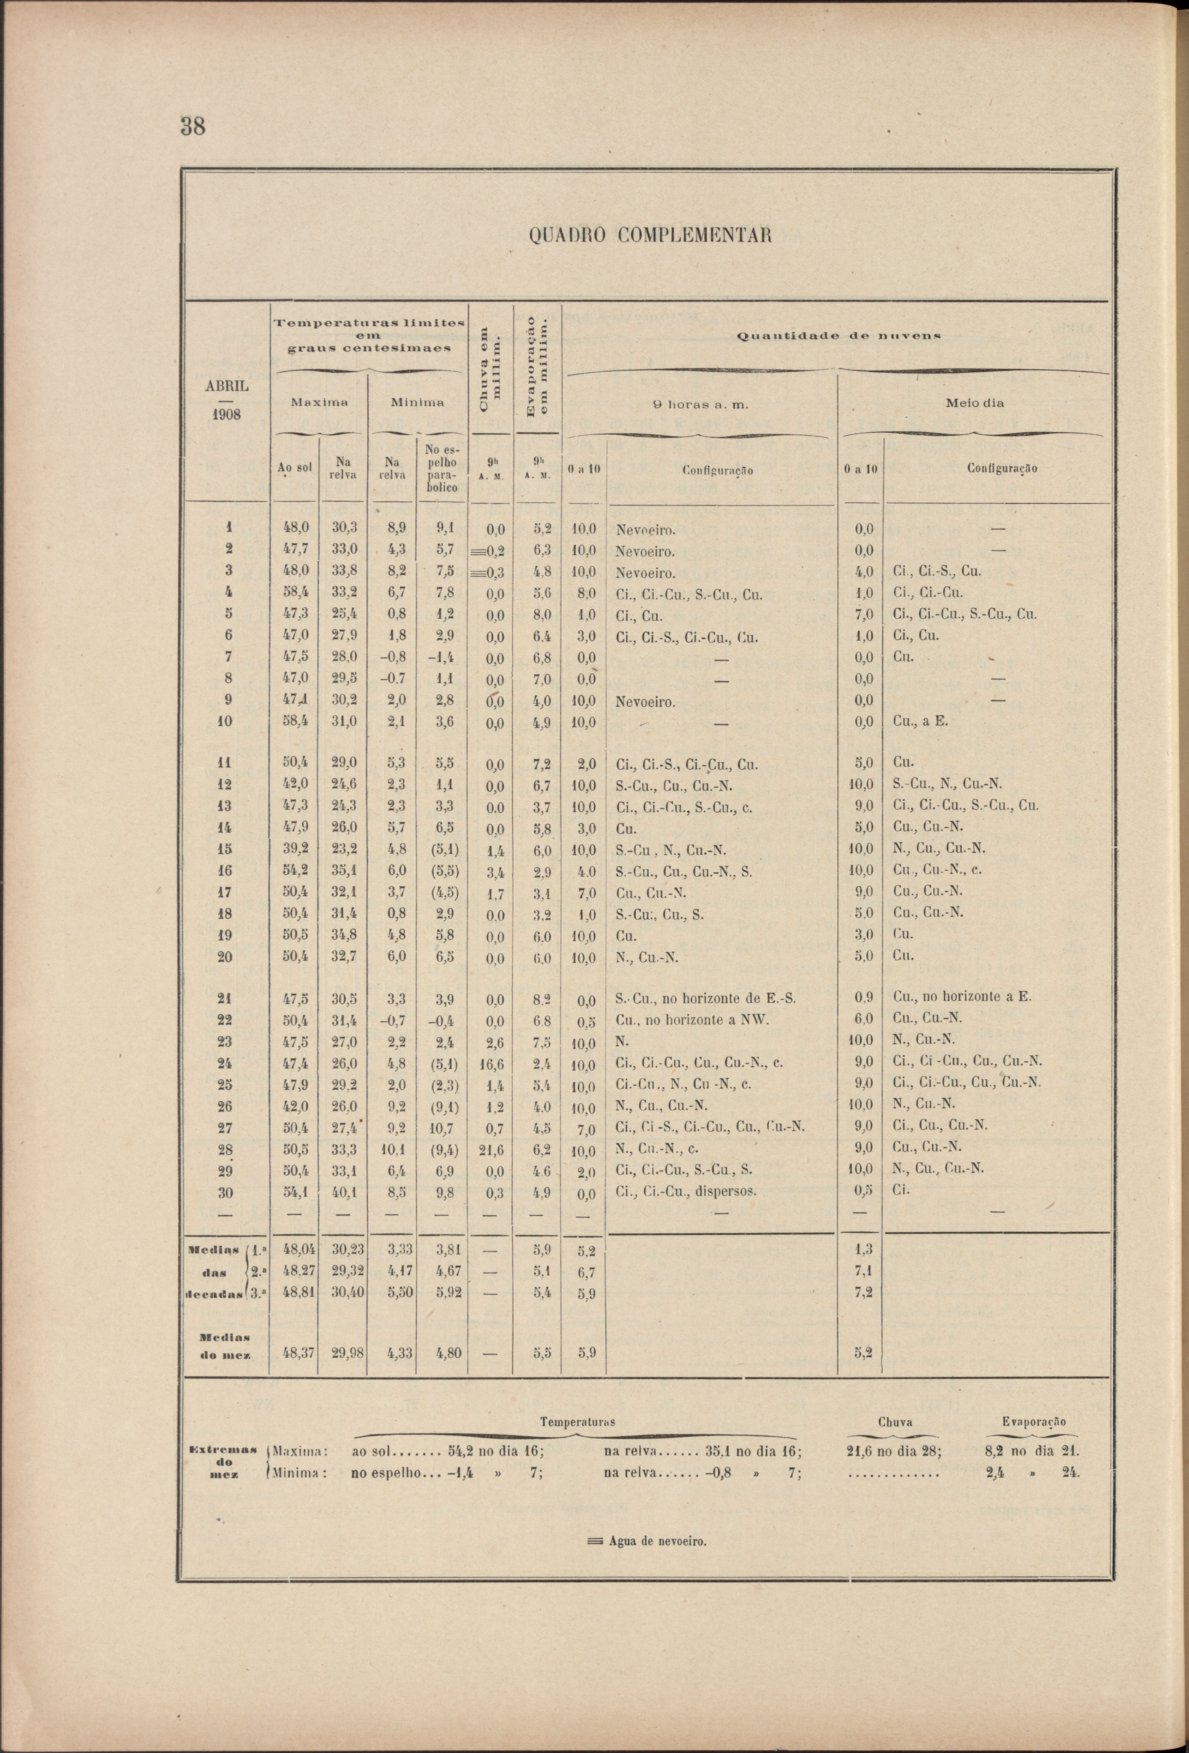 38
QUADRO COMPLEMENTAR
ABRIL
—
1908
Temperaturas limites
em
graus centesimaes
Chuva em
millim.
Evaporação
em millim.
Quantidade de nuvens
Maxima Minima 9 horas a. m. Meio dia
Ao sol Na relva Na relva No espelho parabolico 9h A. M. 9h A. M. 0 a 10 Configuração 0 a 10 Configuração
1 48,0 30,3 8,9 9,1 0,0 5,2 10,0 Nevoeiro. 0,0 —
2 47,7 33,0 4,3 5,7 ≡0,2 6,3 10,0 Nevoeiro. 0,0 —
3 48,0 33,8 8,2 7,5 ≡0,3 4,8 10,0 Nevoeiro. 4,0 Ci., Ci.-S., Cu.
4 58,4 33,2 6,7 7,8 0,0 5,6 8,0 Ci., Ci.-Cu., S.-Cu., Cu. 1,0 Ci., Ci.-Cu.
5 47,3 25,4 0,8 1,2 0,0 8,0 1,0 Ci., Cu. 7,0 Ci., Ci.-Cu., S.-Cu., Cu.
6 47,0 27,9 1,8 2,9 0,0 6,4 3,0 Ci., Ci.-S., Ci.-Cu., Cu. 1,0 Ci., Cu.
7 47,5 28,0 –0,8 –1,4 0,0 6,8 0,0 — 0,0 Cu.
8 47,0 29,5 –0,7 1,1 0,0 7,0 0,0 — 0,0 —
9 47,1 30,2 2,0 2,8 0,0 4,0 10,0 Nevoeiro. 0,0 —
10 58,4 31,0 2,1 3,6 0,0 4,9 10,0 — 0,0 Cu., a E.
11 50,4 29,0 5,3 5,5 0,0 7,2 2,0 Ci., Ci.-S., Ci.-Cu., Cu. 5,0 Cu.
12 42,0 24,6 2,3 1,1 0,0 6,7 10,0 S.-Cu., Cu., Cu.-N. 10,0 S.-Cu., N., Cu.-N.
13 47,3 24,3 2,3 3,3 0,0 3,7 10,0 Ci., Ci.-Cu., S.-Cu., c. 9,0 Ci., Ci.-Cu., S.-Cu., Cu.
14 47,9 26,0 5,7 6,5 0,0 5,8 3,0 Cu. 5,0 Cu., Cu.-N.
15 39,2 23,2 4,8 (5,1) 1,4 6,0 10,0 S.-Cu., N., Cu.-N. 10,0 N., Cu., Cu.-N.
16 54,2 35,1 6,0 (5,5) 3,4 2,9 4,0 S.-Cu., Cu., Cu.-N., S. 10,0 Cu., Cu.-N., c.
17 50,4 32,1 3,7 (4,5) 1,7 3,1 7,0 Cu., Cu.-N. 9,0 Cu., Cu.-N.
18 50,4 31,4 0,8 2,9 0,0 3,2 1,0 S.-Cu., Cu., S. 5,0 Cu., Cu.-N.
19 50,5 34,8 4,8 5,8 0,0 6,0 10,0 Cu. 3,0 Cu.
20 50,4 32,7 6,0 6,5 0,0 6,0 10,0 N., Cu.-N. 5,0 Cu.
21 47,5 30,5 3,3 3,9 0,0 8,2 0,0 S.-Cu., no horizonte de E.-S. 0,9 Cu., no horizonte a E.
22 50,4 31,4 –0,7 –0,4 0,0 6,8 0,5 Cu., no horizonte a NW. 6,0 Cu., Cu.-N.
23 47,5 27,0 2,2 2,4 2,6 7,5 10,0 N. 10,0 N., Cu.-N.
24 47,4 26,0 4,8 (5,1) 16,6 2,4 10,0 Ci., Ci.-Cu., Cu., Cu.-N., c. 9,0 Ci., Ci.-Cu., Cu., Cu.-N.
25 47,9 29,2 2,0 (2,3) 1,4 5,4 10,0 Ci.-Cu., N., Cu.-N., c. 9,0 Ci., Ci.-Cu., Cu., Cu.-N.
26 42,0 26,0 9,2 (9,1) 1,2 4,0 10,0 N., Cu., Cu.-N. 10,0 N., Cu.-N.
27 50,4 27,4 9,2 10,7 0,7 4,5 7,0 Ci., Ci.-S., Ci.-Cu., Cu., Cu.-N. 9,0 Ci., Cu., Cu.-N.
28 50,5 33,3 10,1 (9,4) 21,6 6,2 10,0 N., Cu.-N., c. 9,0 Cu., Cu.-N.
29 50,4 33,1 6,4 6,9 0,0 4,6 2,0 Ci., Ci.-Cu., S.-Cu., S. 10,0 N., Cu., Cu.-N.
30 54,1 40,1 8,5 9,8 0,3 4,9 0,0 Ci., Ci.-Cu., dispersos. 0,5 Ci.
— — — — — — — — — — —
Medias 1.ª 48,04 30,23 3,33 3,81 — 5,9 5,2 1,3
das 2.ª 48,27 29,32 4,17 4,67 — 5,1 6,7 7,1
decadas 3.ª 48,81 30,40 5,50 5,92 — 5,4 5,9 7,2
Medias
do mez 48,37 29,98 4,33 4,80 — 5,5 5,9 5,2
Temperaturas Chuva Evaporação
Extremas
do
mez
Maxima: ao sol....... 54,2 no dia 16; na relva...... 35,1 no dia 16; 21,6 no dia 28; 8,2 no dia 21.
Minima: no espelho... –1,4 » 7; na relva...... –0,8 » 7; ............. 2,4 » 24.
≡ Agua de nevoeiro.